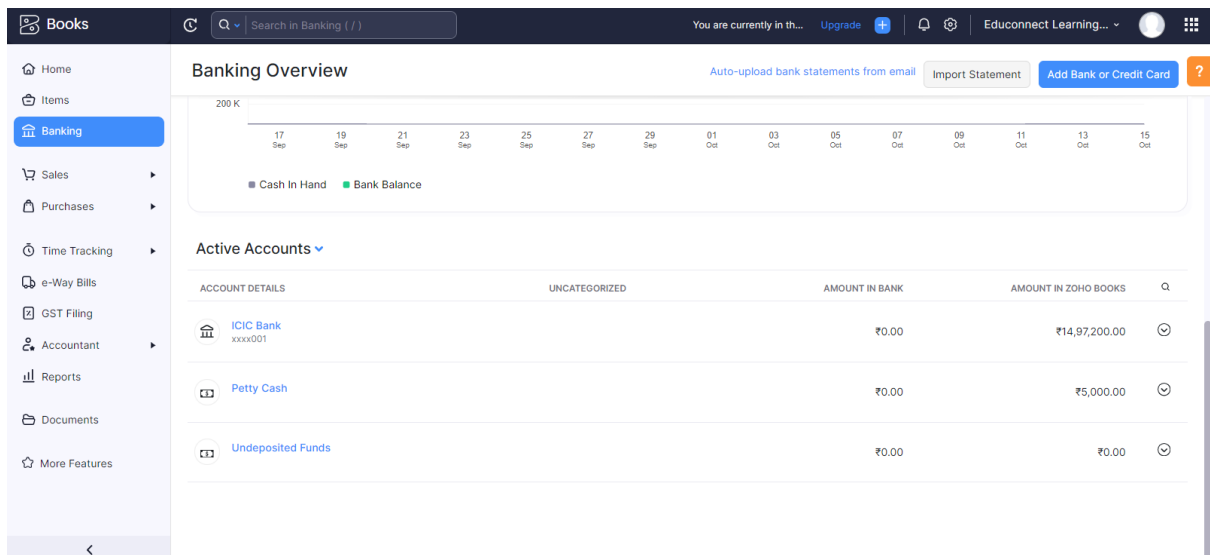 Books
Search in Banking ( / )
You are currently in th... Upgrade
Educonnect Learning...
Home
Items
Banking
Sales
Purchases
Time Tracking
e-Way Bills
GST Filing
Accountant
Reports
Documents
More Features
Banking Overview
Auto-upload bank statements from email
Import Statement
Add Bank or Credit Card
?
200 K
17 19 21 23 25 27 29 01 03 05 07 09 11 13 15
Sep Sep Sep Sep Sep Sep Sep Oct Oct Oct Oct Oct Oct Oct Oct
Cash In Hand Bank Balance
Active Accounts
ACCOUNT DETAILS UNCATEGORIZED AMOUNT IN BANK AMOUNT IN ZOHO BOOKS
ICIC Bank ₹0.00 ₹14,97,200.00
xxxx001
Petty Cash ₹0.00 ₹5,000.00
Undeposited Funds ₹0.00 ₹0.00